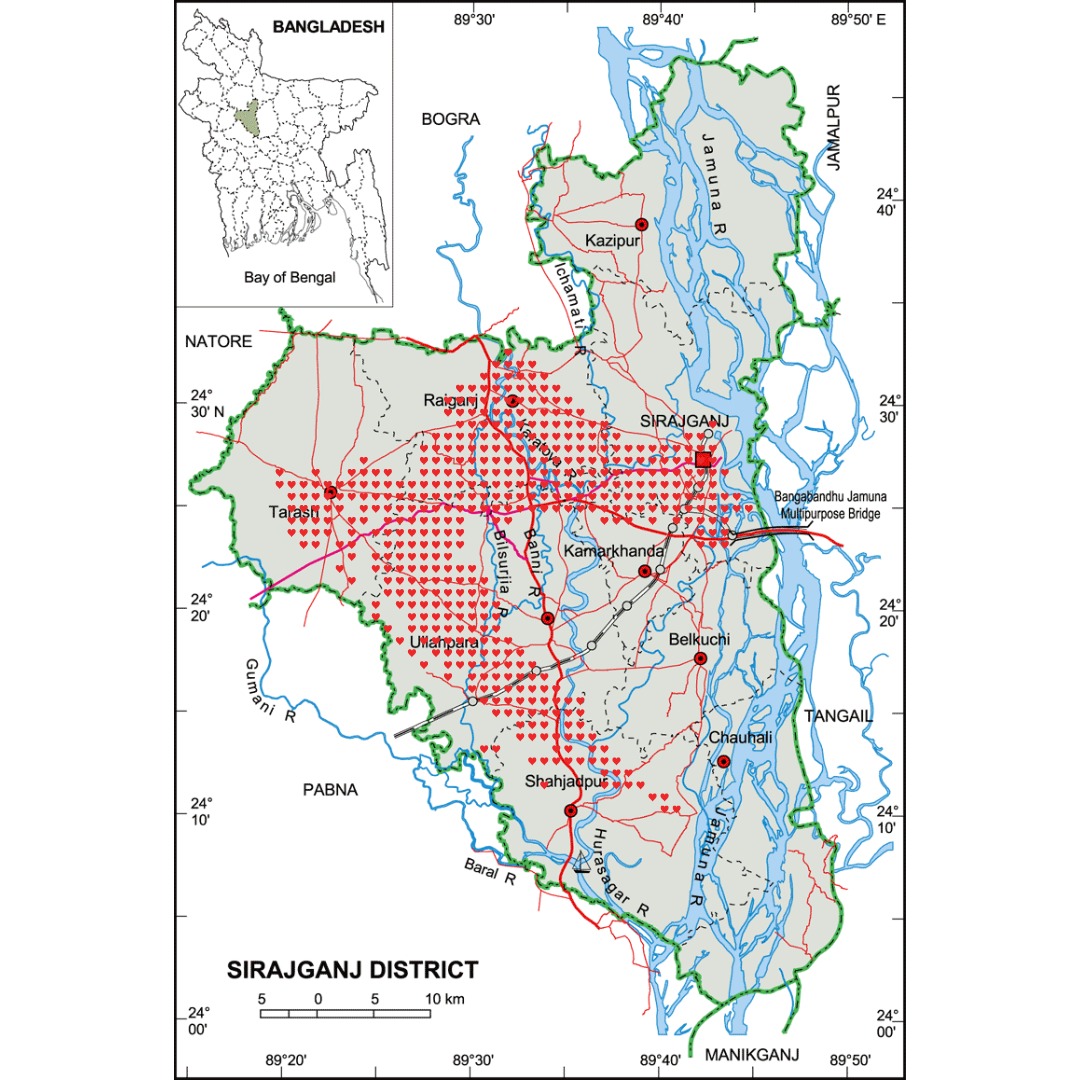 89°30'
89°40'
89°50' E
BANGLADESH
Bay of Bengal
BOGRA
JAMALPUR
Jamuna R
24°
40'
Kazipur
Ichamati R
NATORE
24°
30' N
Raiganj
SIRAJGANJ
24°
30'
Karatoya R
Tarash
Bangabandhu Jamuna
Multipurpose Bridge
Kamarkhanda
Bilsurjia R
Banni R
24°
20'
24°
20'
Ullahpara
Belkuchi
Gumani R
TANGAIL
Chauhali
PABNA
Shahjadpur
24°
10'
24°
10'
Jamuna R
Baral R
Hurasagar R
SIRAJGANJ DISTRICT
5 0 5 10 km
24°
00'
24°
00'
MANIKGANJ
89°20'
89°30'
89°40'
89°50'